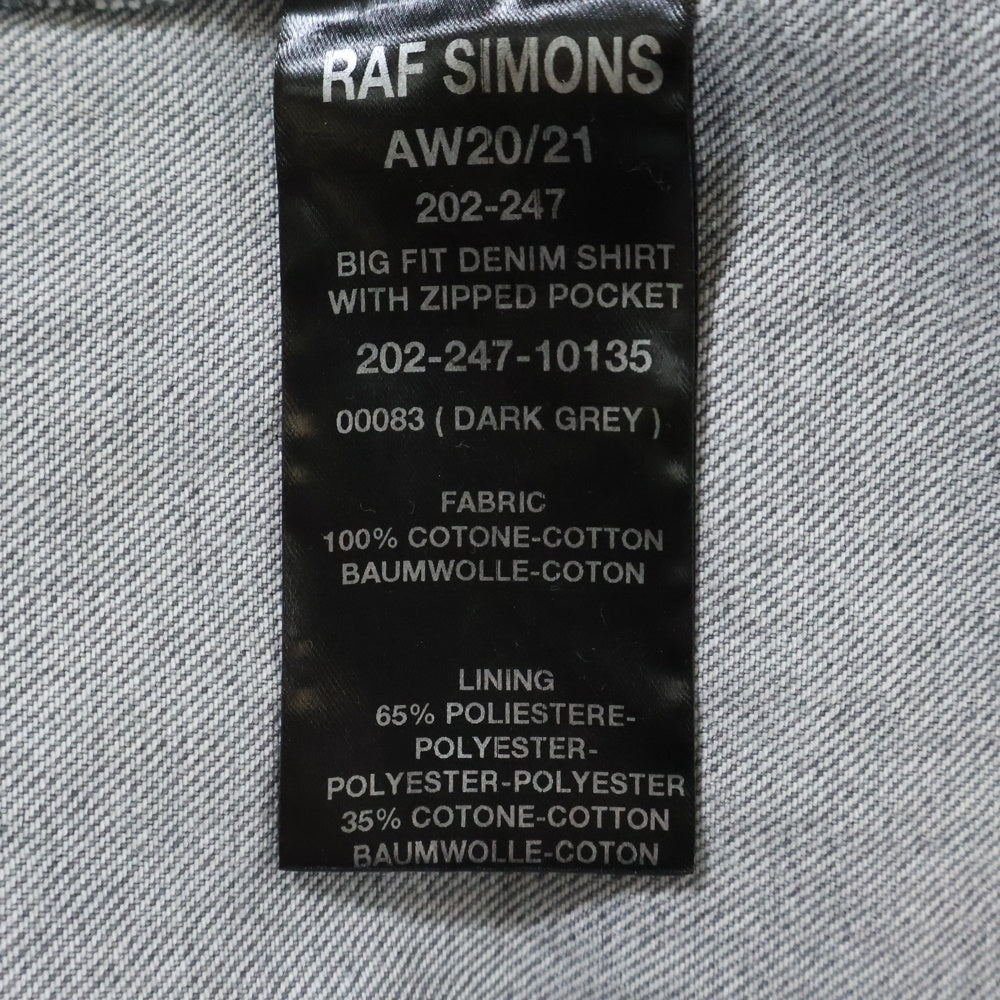 RAF SIMONS
AW20/21
202-247
BIG FIT DENIM SHIRT
WITH ZIPPED POCKET
202-247-10135
00083 ( DARK GREY )
FABRIC
100% COTONE-COTTON
BAUMWOLLE-COTON
LINING
65% POLIESTERE-
POLYESTER-
POLYESTER-POLYESTER
35% COTONE-COTTON
BAUMWOLLE-COTON